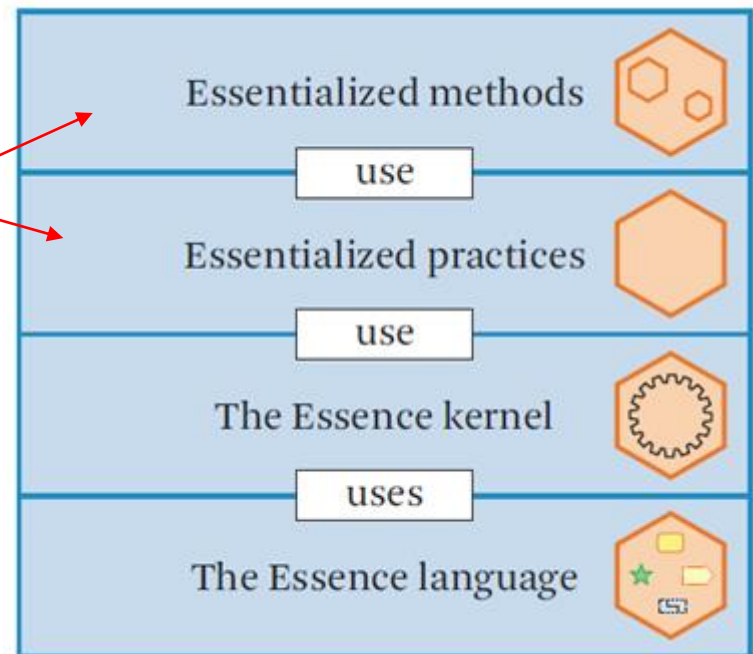 Essentialized methods
use
Essentialized practices
use
The Essence kernel
uses
The Essence language